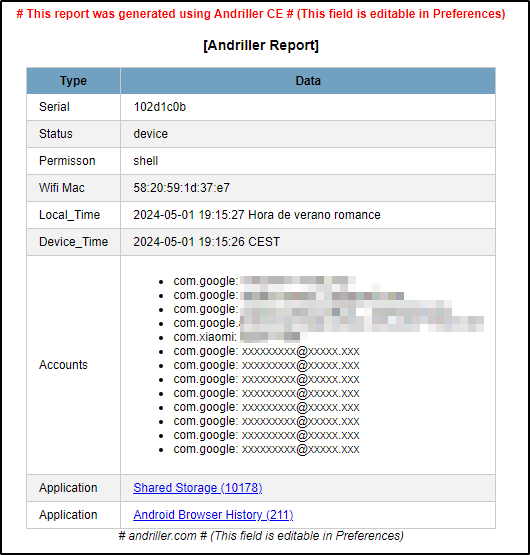 # This report was generated using Andriller CE # (This field is editable in Preferences)
[Andriller Report]
Type Data
Serial 102d1c0b
Status device
Permisson shell
Wifi Mac 58:20:59:1d:37:e7
Local_Time 2024-05-01 19:15:27 Hora de verano romance
Device_Time 2024-05-01 19:15:26 CEST
Accounts
com.google:
com.google:
com.google:
com.google.
com.xiaomi:
com.google: xxxxxxxxx@xxxxx.xxx
com.google: xxxxxxxxx@xxxxx.xxx
com.google: xxxxxxxxx@xxxxx.xxx
com.google: xxxxxxxxx@xxxxx.xxx
com.google: xxxxxxxxx@xxxxx.xxx
com.google: xxxxxxxxx@xxxxx.xxx
com.google: xxxxxxxxx@xxxxx.xxx
com.google: xxxxxxxxx@xxxxx.xxx
Application Shared Storage (10178)
Application Android Browser History (211)
# andriller.com # (This field is editable in Preferences)